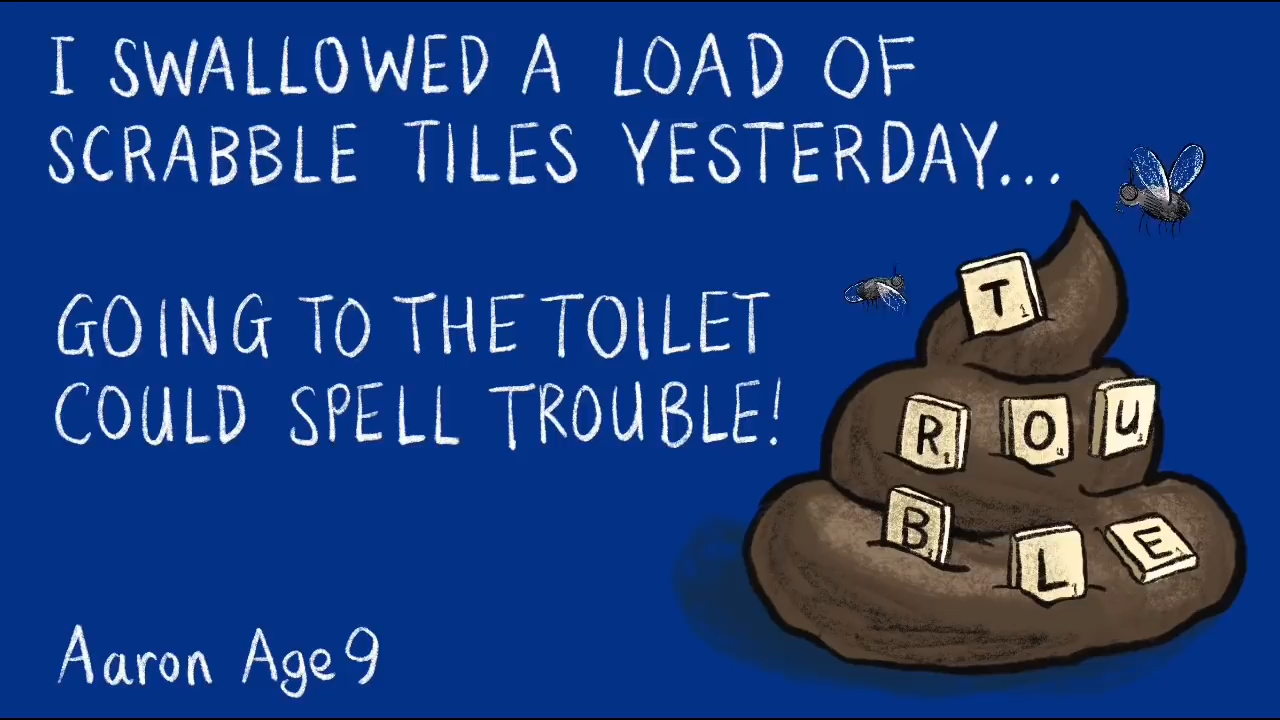 I SWALLOWED A LOAD OF
SCRABBLE TILES YESTERDAY...
GOING TO THE TOILET
COULD SPELL TROUBLE!
T
R O U
B L E
Aaron Age 9